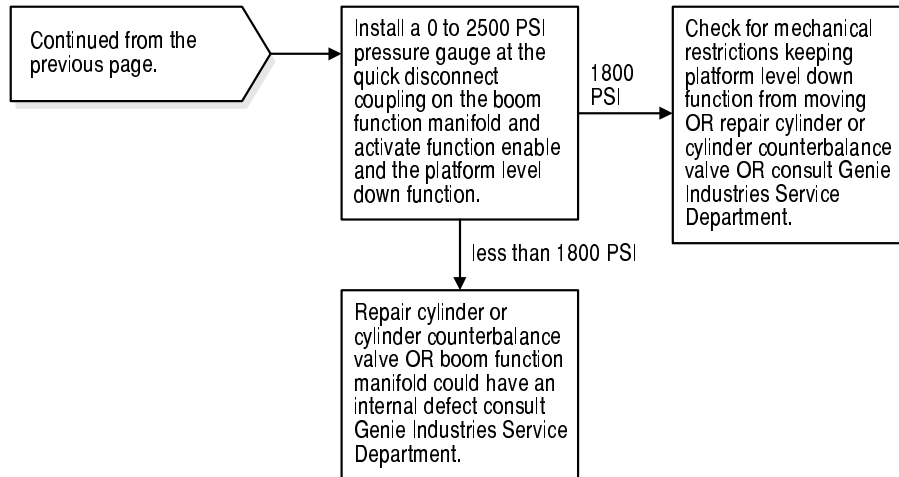 Continued from the
previous page.
Install a 0 to 2500 PSI
pressure gauge at the
quick disconnect
coupling on the boom
function manifold and
activate function enable
and the platform level
down function.
1800
PSI
Check for mechanical
restrictions keeping
platform level down
function from moving
OR repair cylinder or
cylinder counterbalance
valve OR consult Genie
Industries Service
Department.
less than 1800 PSI
Repair cylinder or
cylinder counterbalance
valve OR boom function
manifold could have an
internal defect consult
Genie Industries Service
Department.